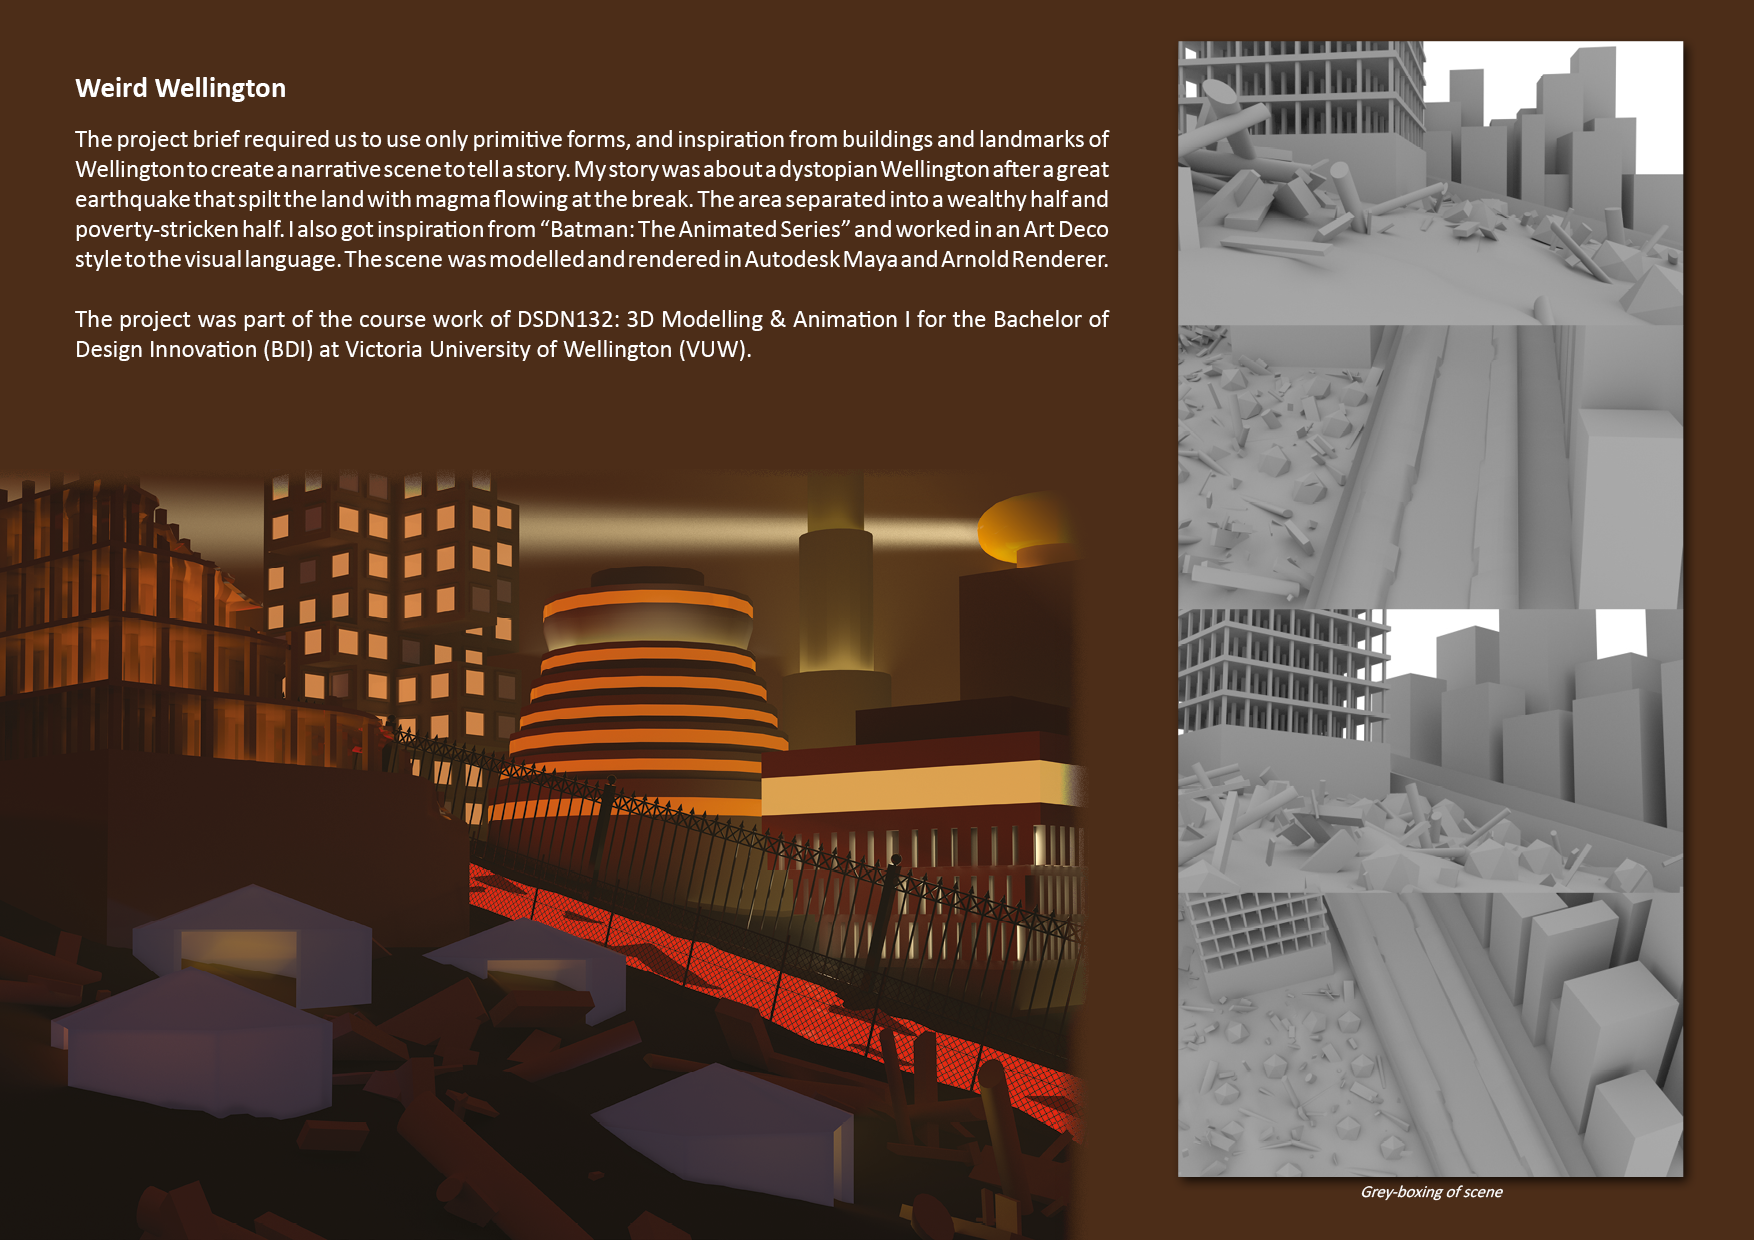 Weird Wellington
The project brief required us to use only primitive forms, and inspiration from buildings and landmarks of
Wellington to create a narrative scene to tell a story. My story was about a dystopian Wellington after a great
earthquake that spilt the land with magma flowing at the break. The area separated into a wealthy half and
poverty-stricken half. I also got inspiration from “Batman: The Animated Series” and worked in an Art Deco
style to the visual language. The scene was modelled and rendered in Autodesk Maya and Arnold Renderer.
The project was part of the course work of DSDN132: 3D Modelling & Animation I for the Bachelor of
Design Innovation (BDI) at Victoria University of Wellington (VUW).
Grey-boxing of scene